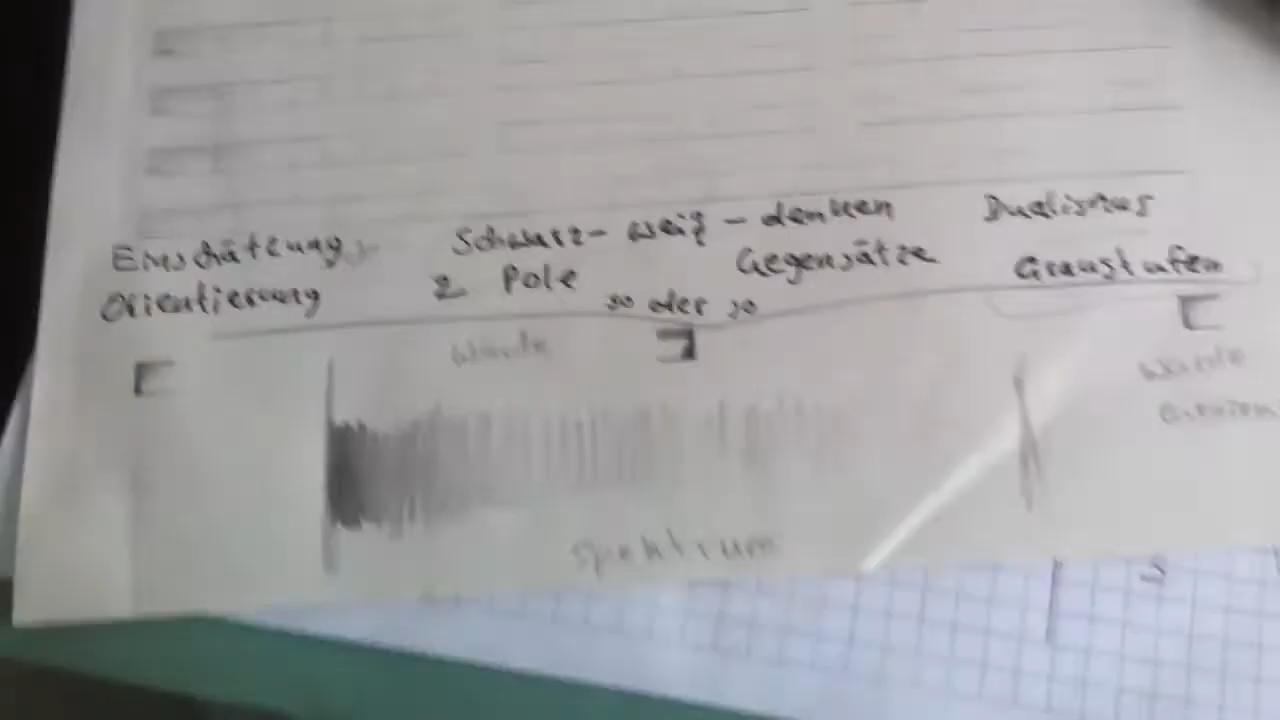 Einschätzung Schwarz-weiß-denken Dualismus
Orientierung 2 Pole Gegensätze Graustufen
so oder so
Spektrum